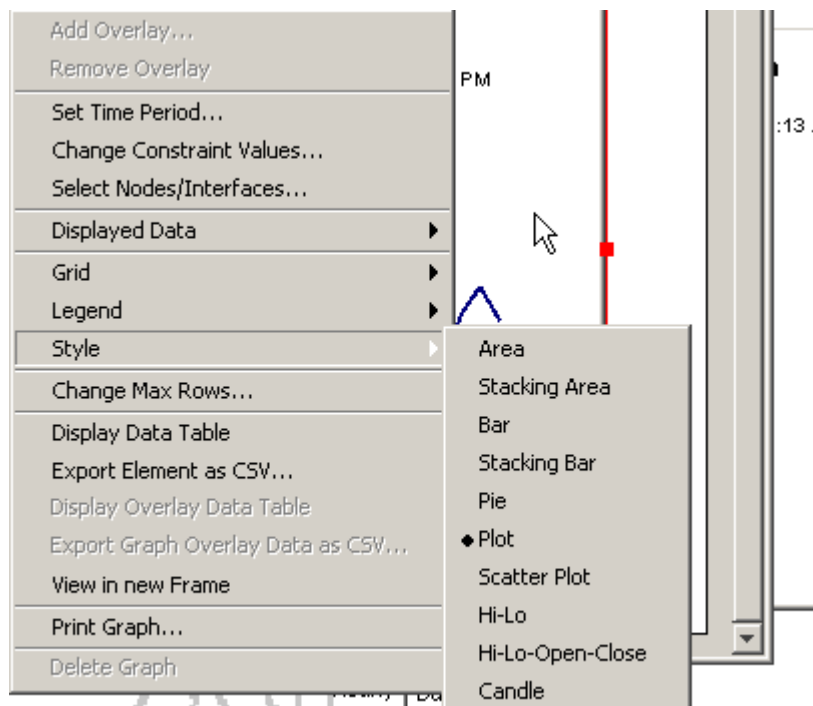 Add Overlay...
Remove Overlay
PM
Set Time Period...
:13
Change Constraint Values...
Select Nodes/Interfaces...
Displayed Data
Grid
Legend
Style
Area
Stacking Area
Change Max Rows...
Bar
Display Data Table
Stacking Bar
Export Element as CSV...
Pie
Display Overlay Data Table
Plot
Export Graph Overlay Data as CSV...
Scatter Plot
View in new Frame
Hi-Lo
Print Graph...
Hi-Lo-Open-Close
Delete Graph
Candle